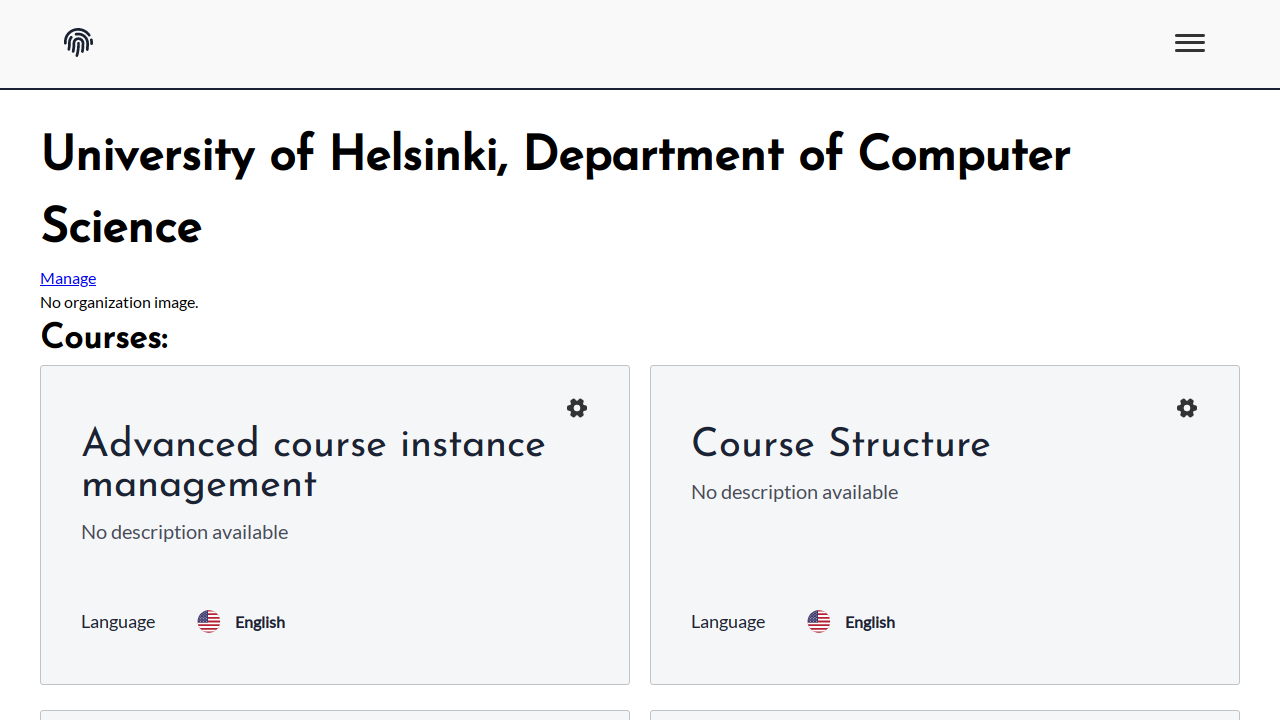 University of Helsinki, Department of Computer
Science
Manage
No organization image.
Courses:
Advanced course instance
management
No description available
Language English
Course Structure
No description available
Language English